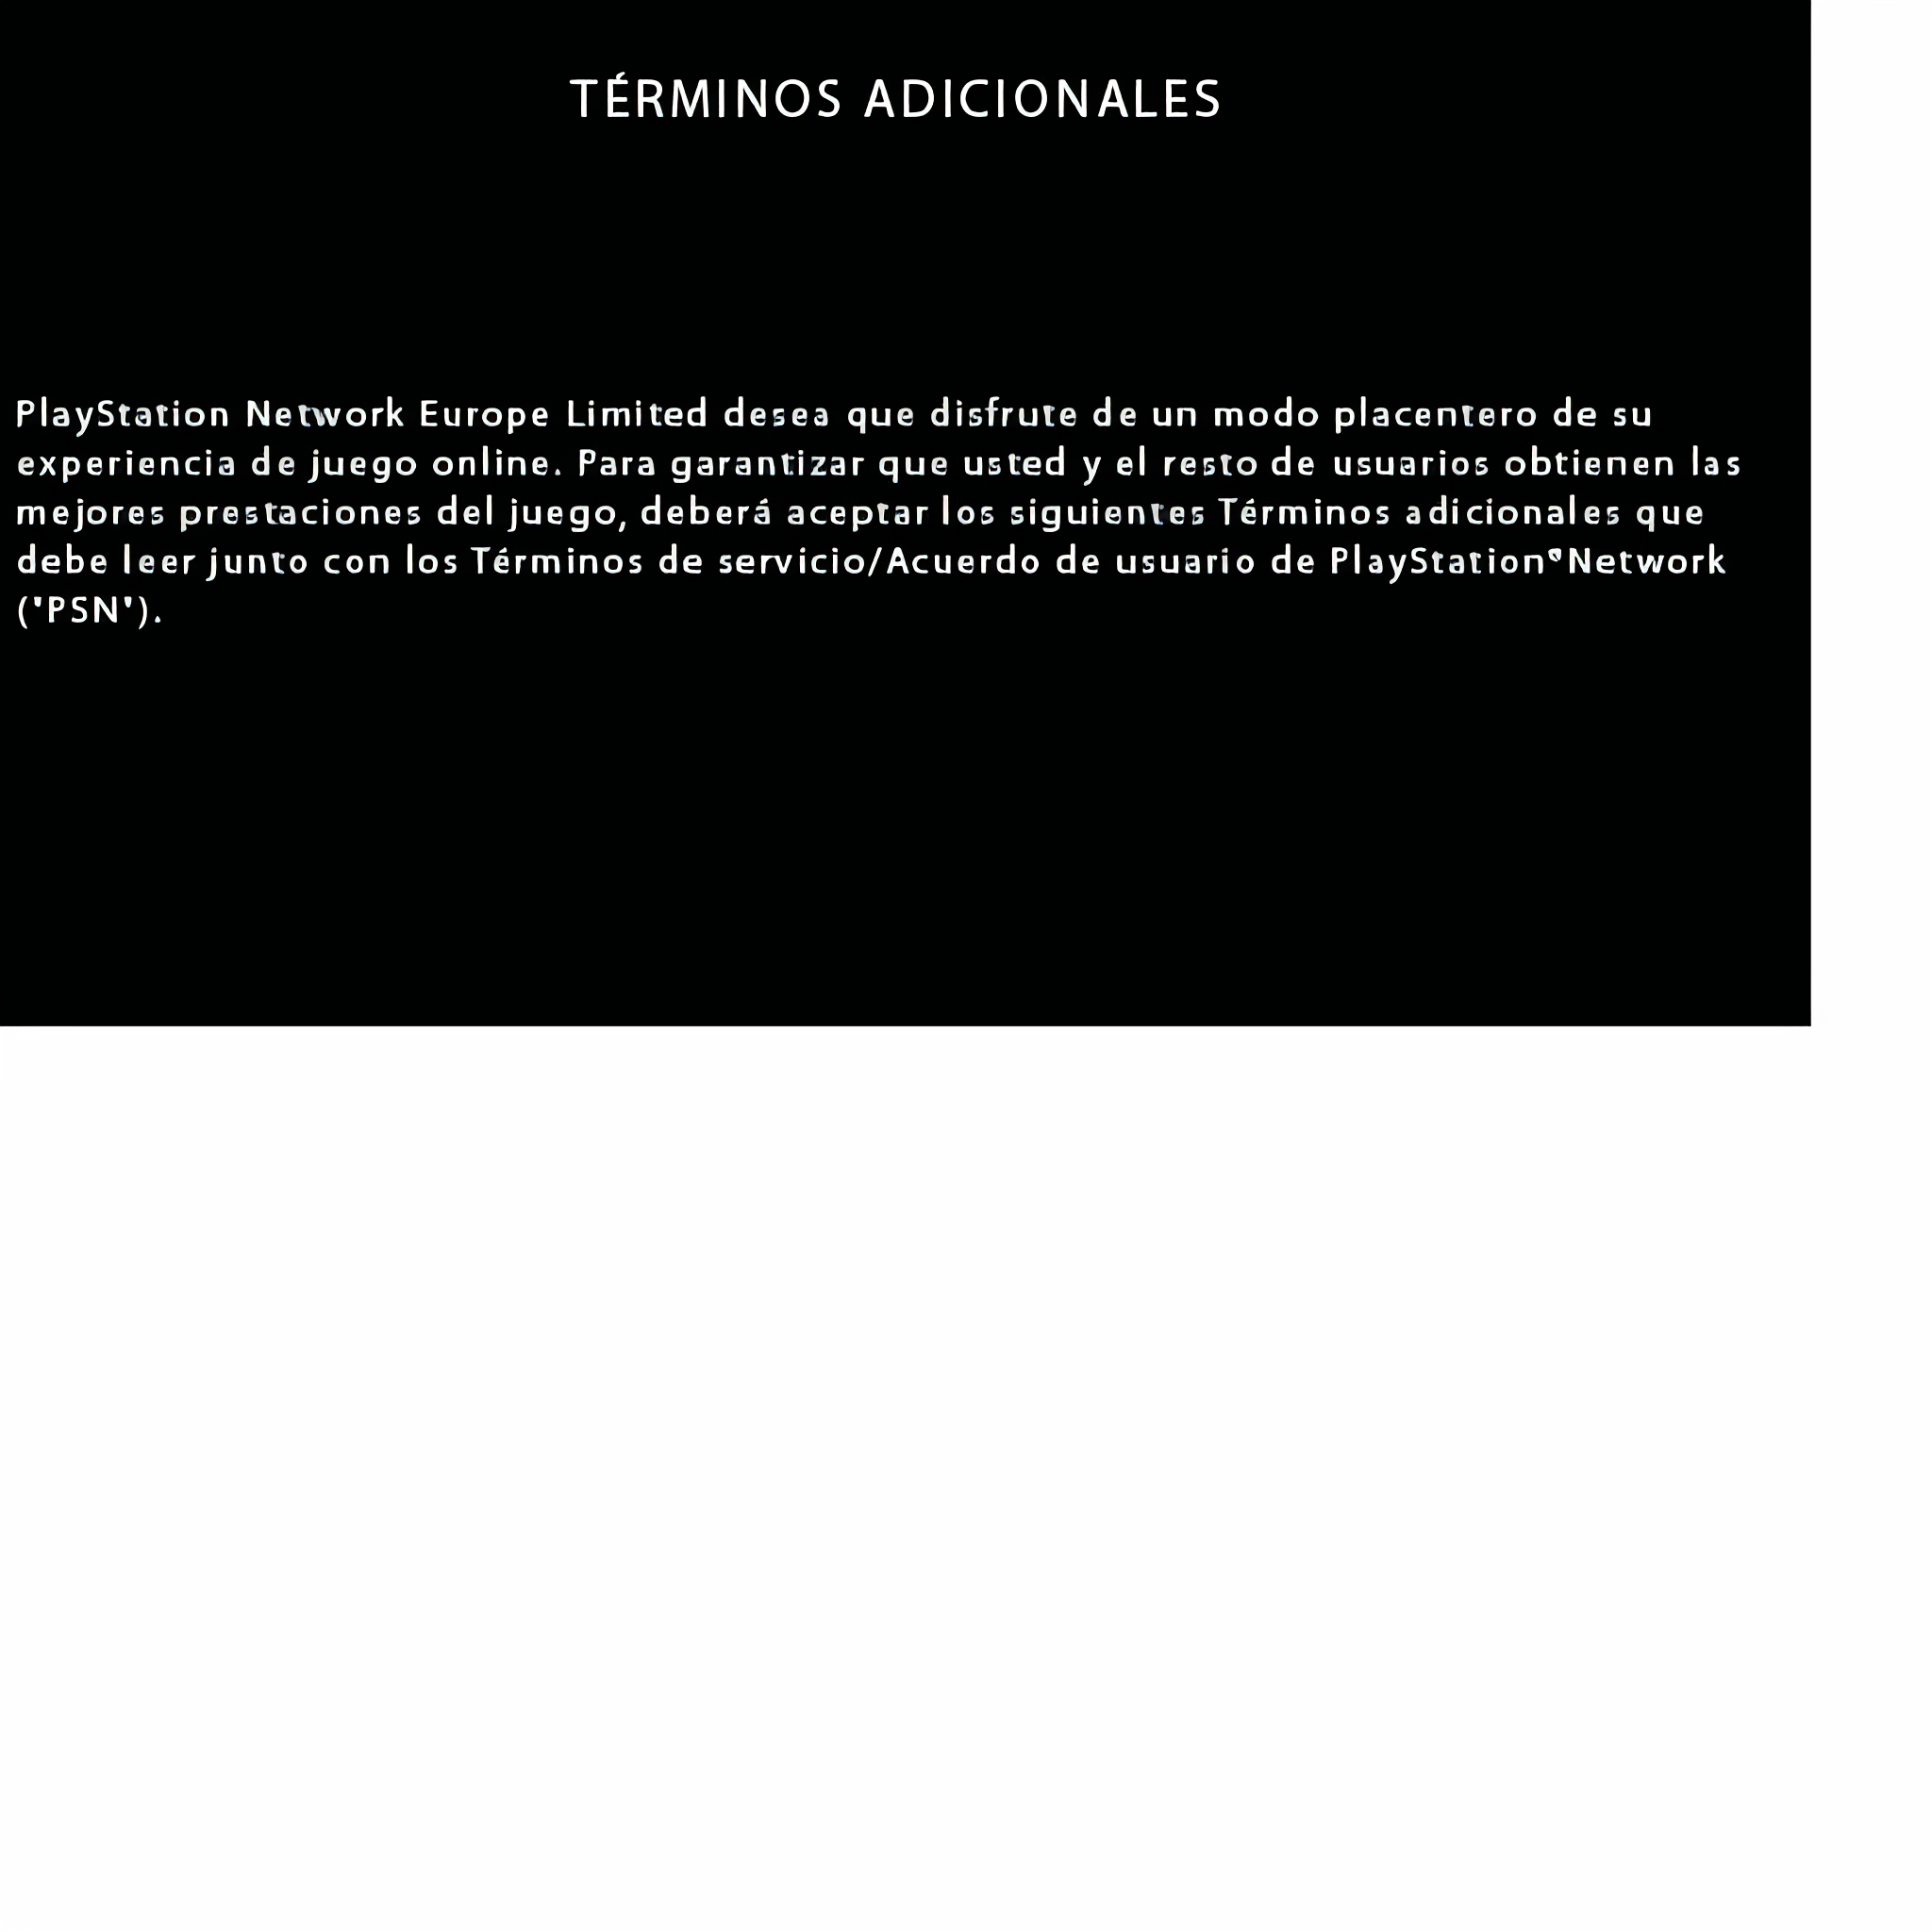 TÉRMINOS ADICIONALES
PlayStation Network Europe Limited desea que disfrute de un modo placentero de su
experiencia de juego online. Para garantizar que usted y el resto de usuarios obtienen las
mejores prestaciones del juego, deberá aceptar los siguientes Términos adicionales que
debe leer junto con los Términos de servicio/Acuerdo de usuario de PlayStation®Network
('PSN').